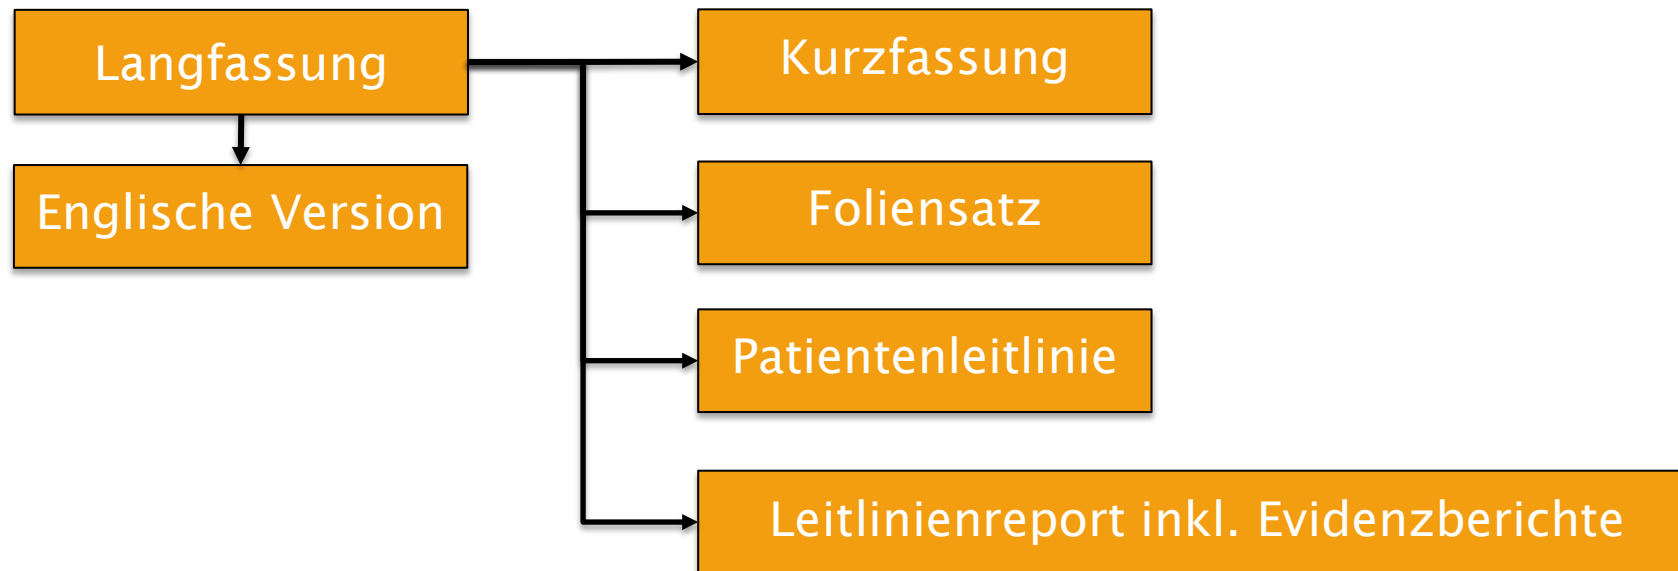 Langfassung
Kurzfassung
Englische Version
Foliensatz
Patientenleitlinie
Leitlinienreport inkl. Evidenzberichte